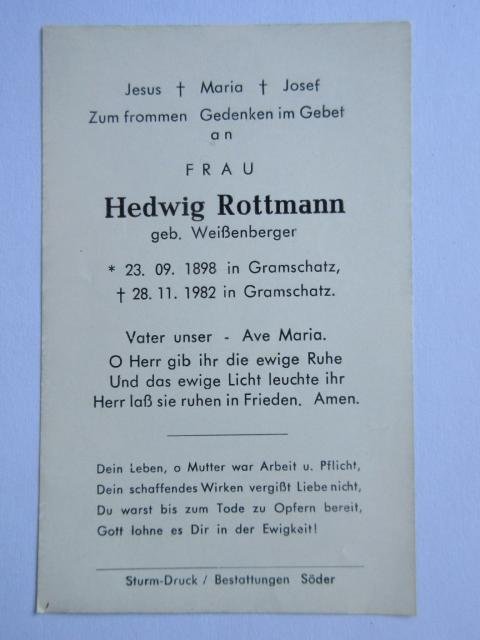 Jesus † Maria † Josef
Zum frommen Gedenken im Gebet
an
FRAU
Hedwig Rottmann
geb. Weißenberger
* 23. 09. 1898 in Gramschatz,
† 28. 11. 1982 in Gramschatz.
Vater unser - Ave Maria.
O Herr gib ihr die ewige Ruhe
Und das ewige Licht leuchte ihr
Herr laß sie ruhen in Frieden. Amen.
Dein Leben, o Mutter war Arbeit u. Pflicht,
Dein schaffendes Wirken vergißt Liebe nicht,
Du warst bis zum Tode zu Opfern bereit,
Gott lohne es Dir in der Ewigkeit!
Sturm-Druck / Bestattungen Söder